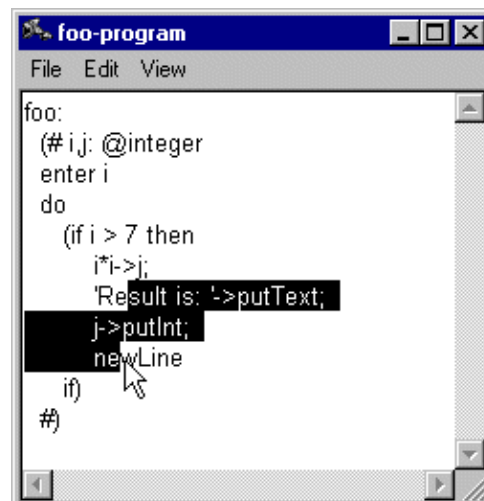 foo-program
File Edit View
foo:
(# i,j: @integer
enter i
do
(if i > 7 then
i*i->j;
'Result is: '->putText;
j->putInt;
newLine
if)
#)